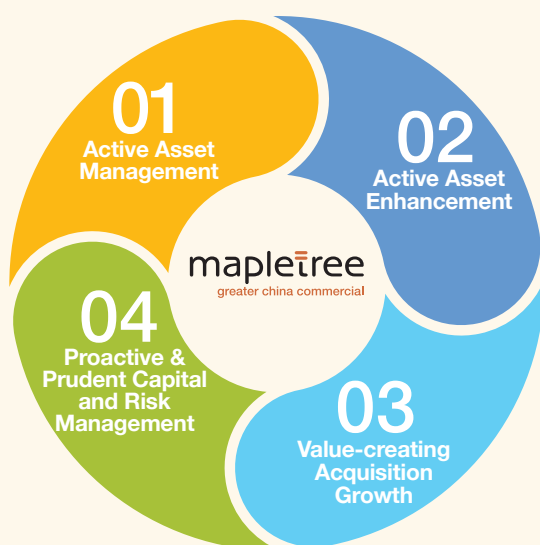 01
Active Asset
Management
02
Active Asset
Enhancement
mapletree
greater china commercial
04
Proactive &
Prudent Capital
and Risk
Management
03
Value-creating
Acquisition
Growth